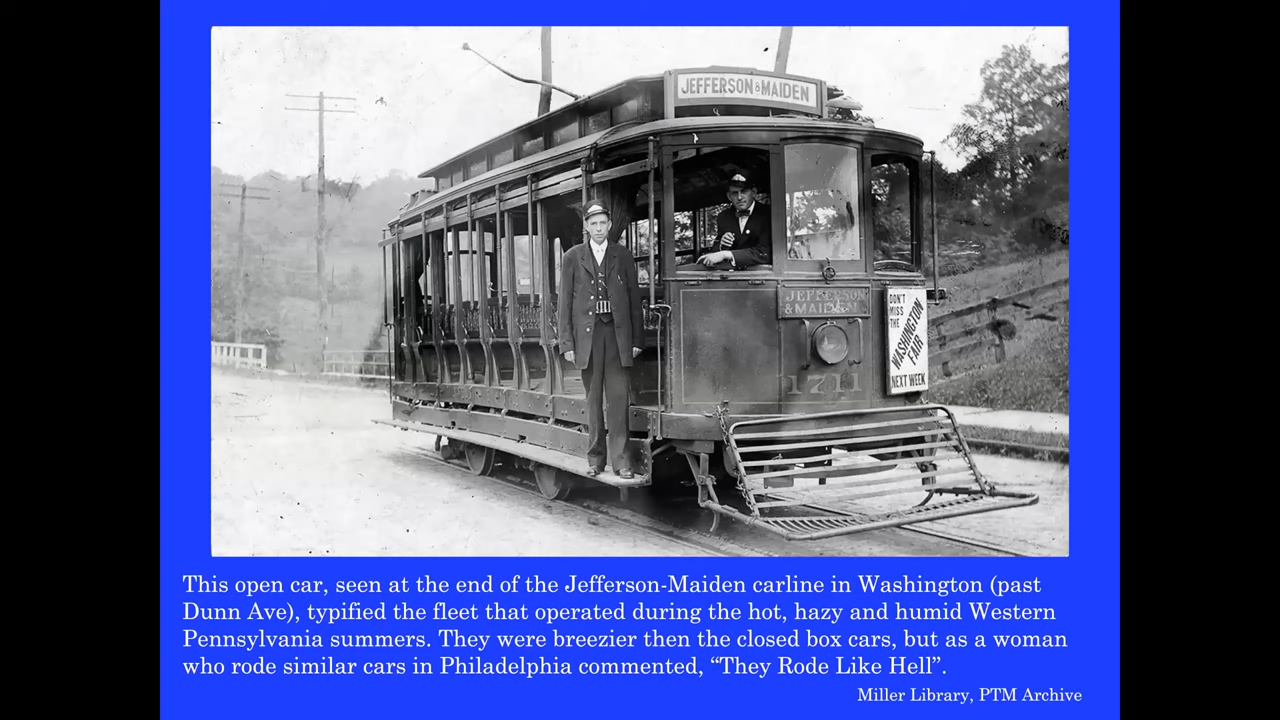 JEFFERSON & MAIDEN
JEFFERSON
& MAIDEN
1711
DON'T
MISS
THE
WASHINGTON
FAIR
NEXT WEEK
This open car, seen at the end of the Jefferson-Maiden carline in Washington (past
Dunn Ave), typified the fleet that operated during the hot, hazy and humid Western
Pennsylvania summers. They were breezier then the closed box cars, but as a woman
who rode similar cars in Philadelphia commented, “They Rode Like Hell”.
Miller Library, PTM Archive